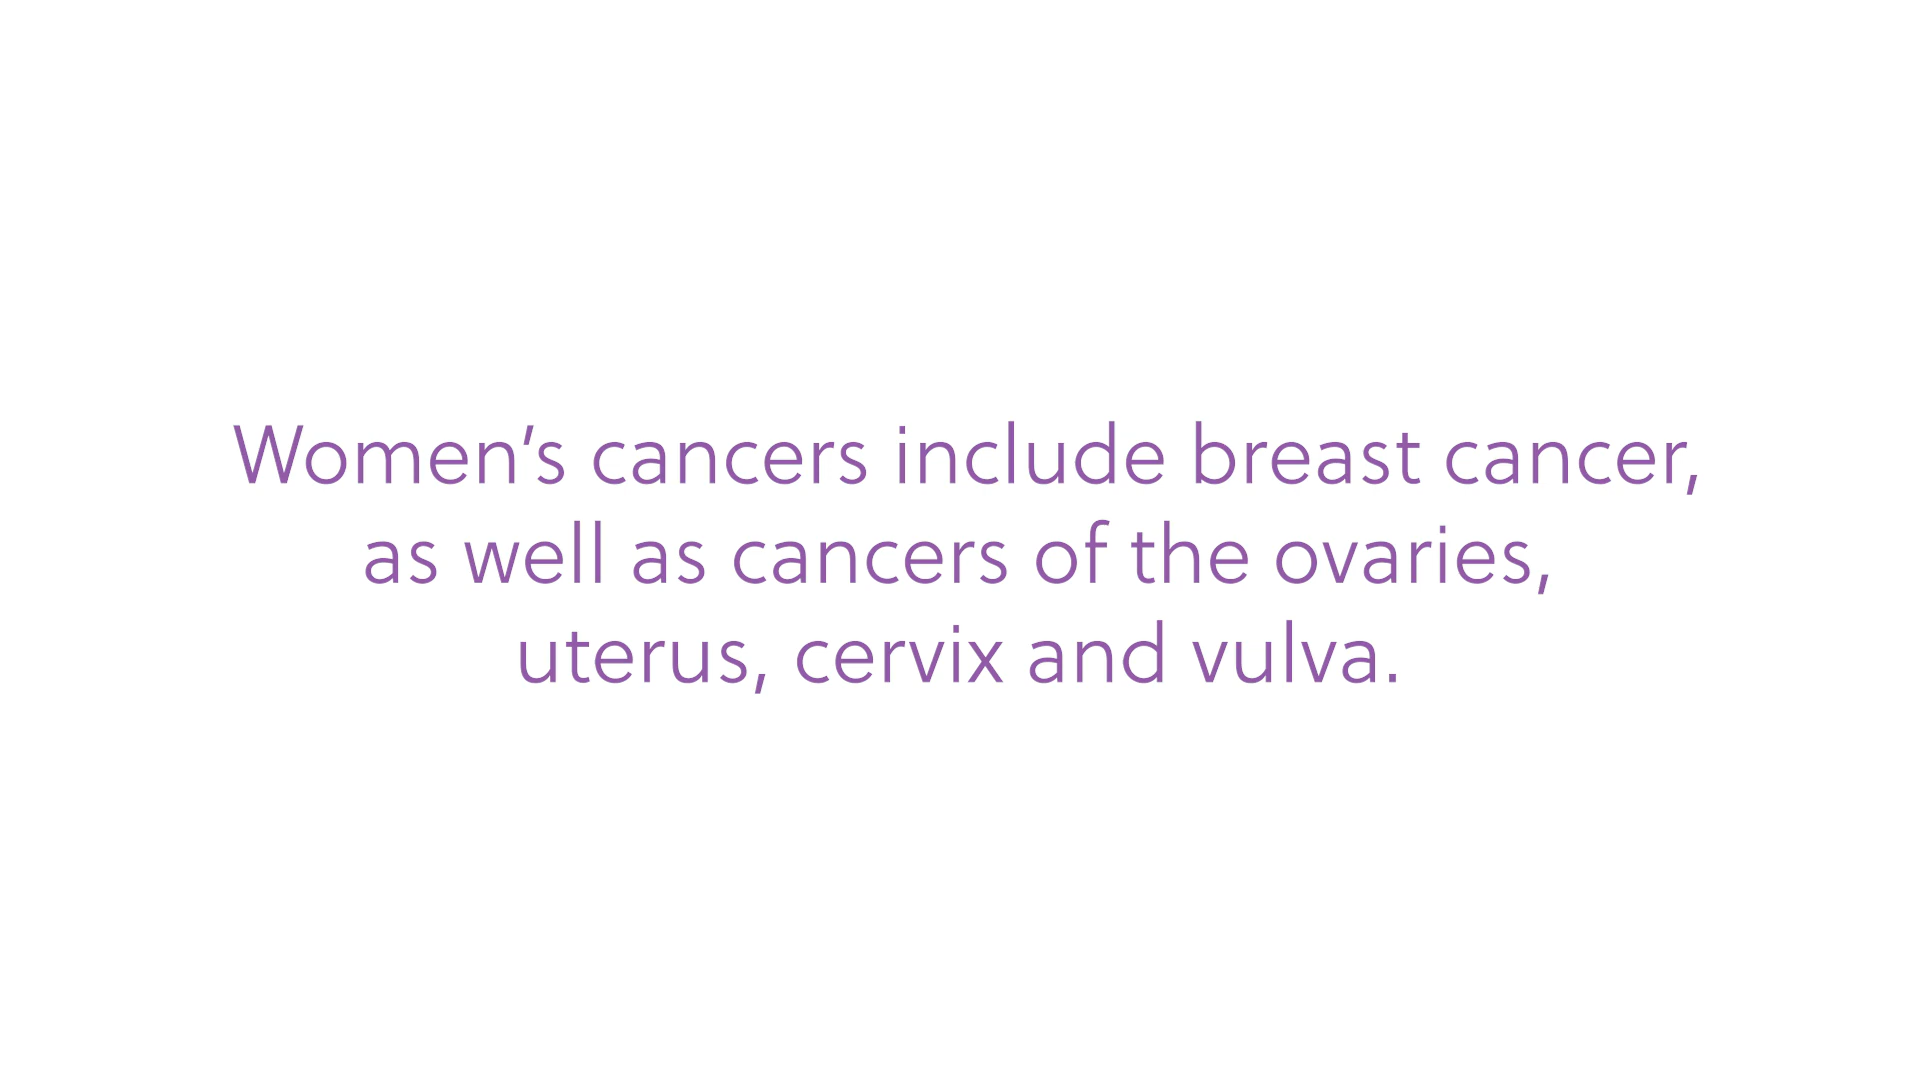 Women’s cancers include breast cancer,
as well as cancers of the ovaries,
uterus, cervix and vulva.